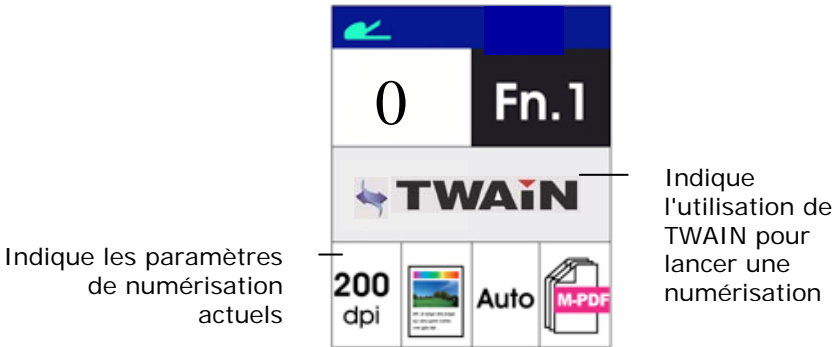 0
Fn.1
TWAiN
Indique
l'utilisation de
TWAIN pour
lancer une
numérisation
Indique les paramètres
de numérisation
actuels
200
dpi
Auto
M-PDF